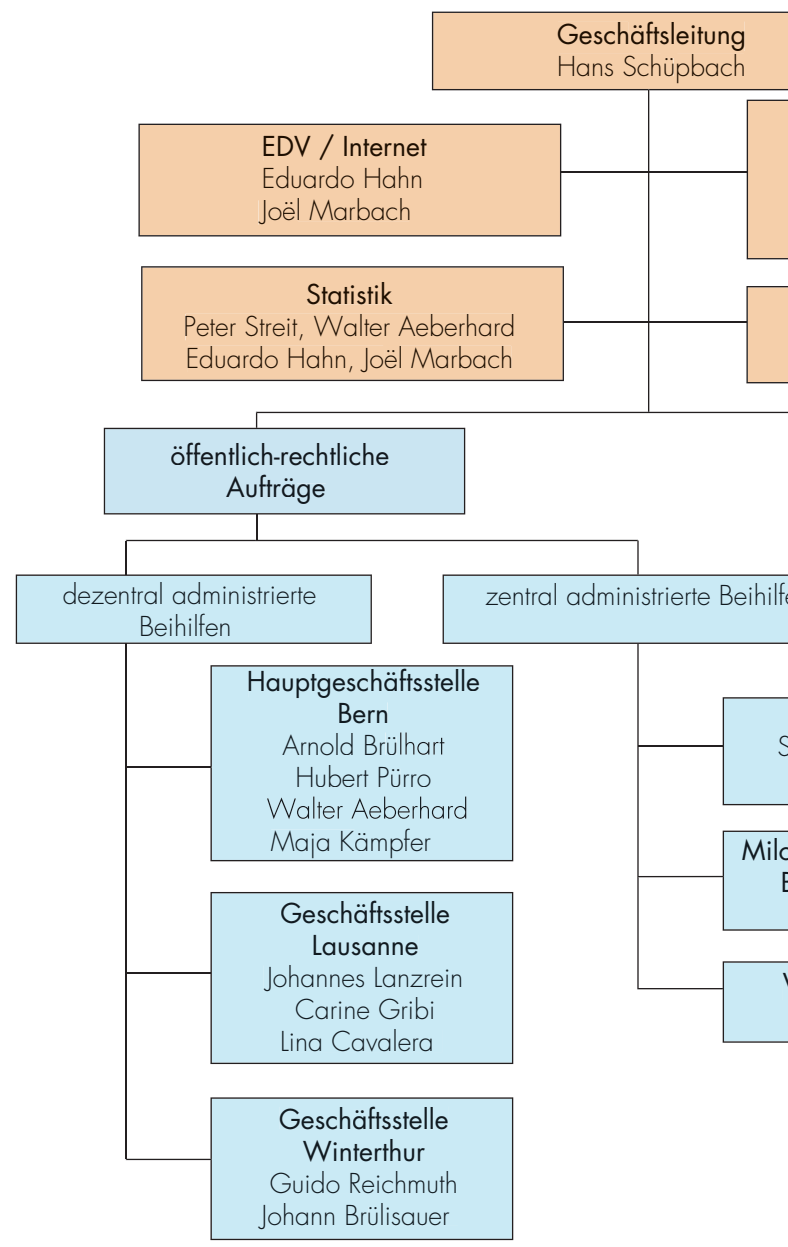 Geschäftsleitung
Hans Schüpbach
EDV / Internet
Eduardo Hahn
Joël Marbach
Statistik
Peter Streit, Walter Aeberhard
Eduardo Hahn, Joël Marbach
öffentlich-rechtliche
Aufträge
dezentral administrierte
Beihilfen
zentral administrierte
Hauptgeschäftsstelle
Bern
Arnold Brülhart
Hubert Pürro
Walter Aeberhard
Maja Kämpfer
Geschäftsstelle
Lausanne
Johannes Lanzrein
Carine Gribi
Lina Cavalera
Geschäftsstelle
Winterthur
Guido Reichmuth
Johann Brülisauer